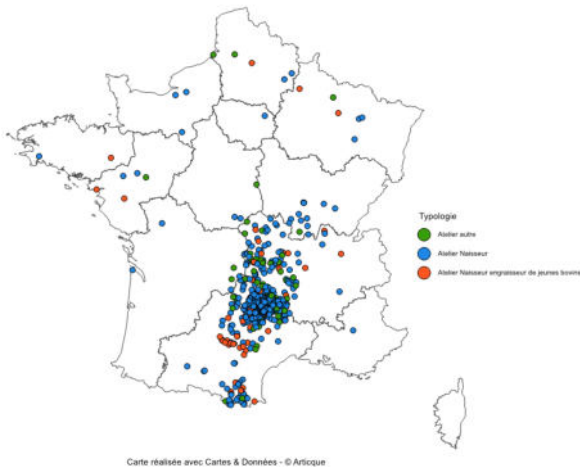 Typologie
Atelier autre
Atelier Naisseur
Atelier Naisseur engraisseur de jeunes bovins
Carte réalisée avec Cartes & Données - © Articque